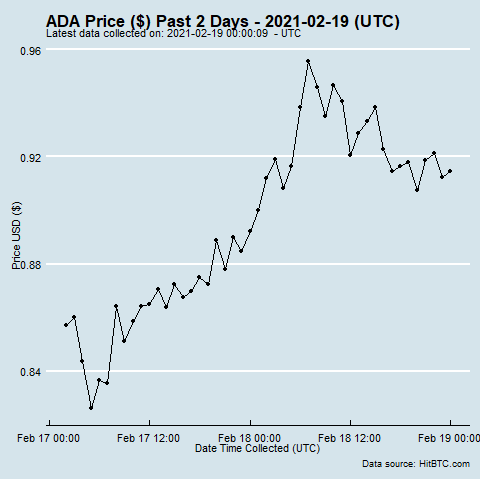 ADA Price ($) Past 2 Days - 2021-02-19 (UTC)
Latest data collected on: 2021-02-19 00:00:09 - UTC
0.96
0.92
0.88
0.84
Price USD ($)
Feb 17 00:00 Feb 17 12:00 Feb 18 00:00 Feb 18 12:00 Feb 19 00:00
Date Time Collected (UTC)
Data source: HitBTC.com